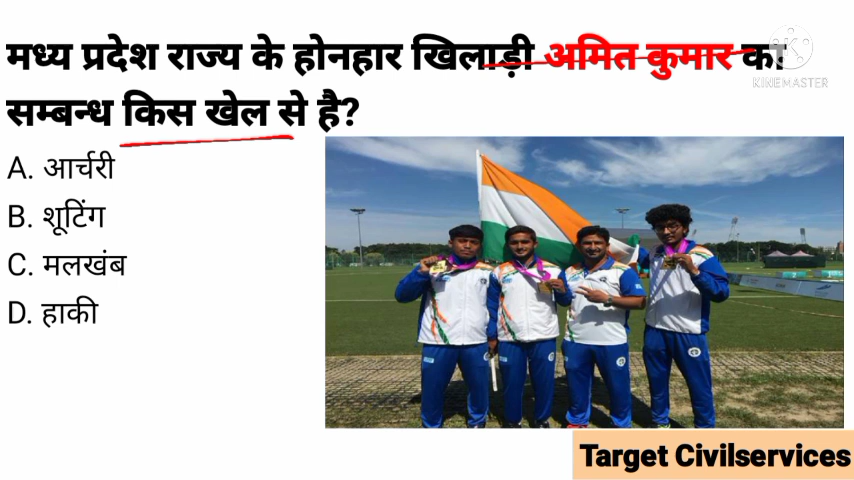 मध्य प्रदेश राज्य के होनहार खिलाड़ी अमित कुमार का
सम्बन्ध किस खेल से है?
A. आर्चरी
B. शूटिंग
C. मलखंब
D. हाकी
KINEMASTER
Target Civilservices